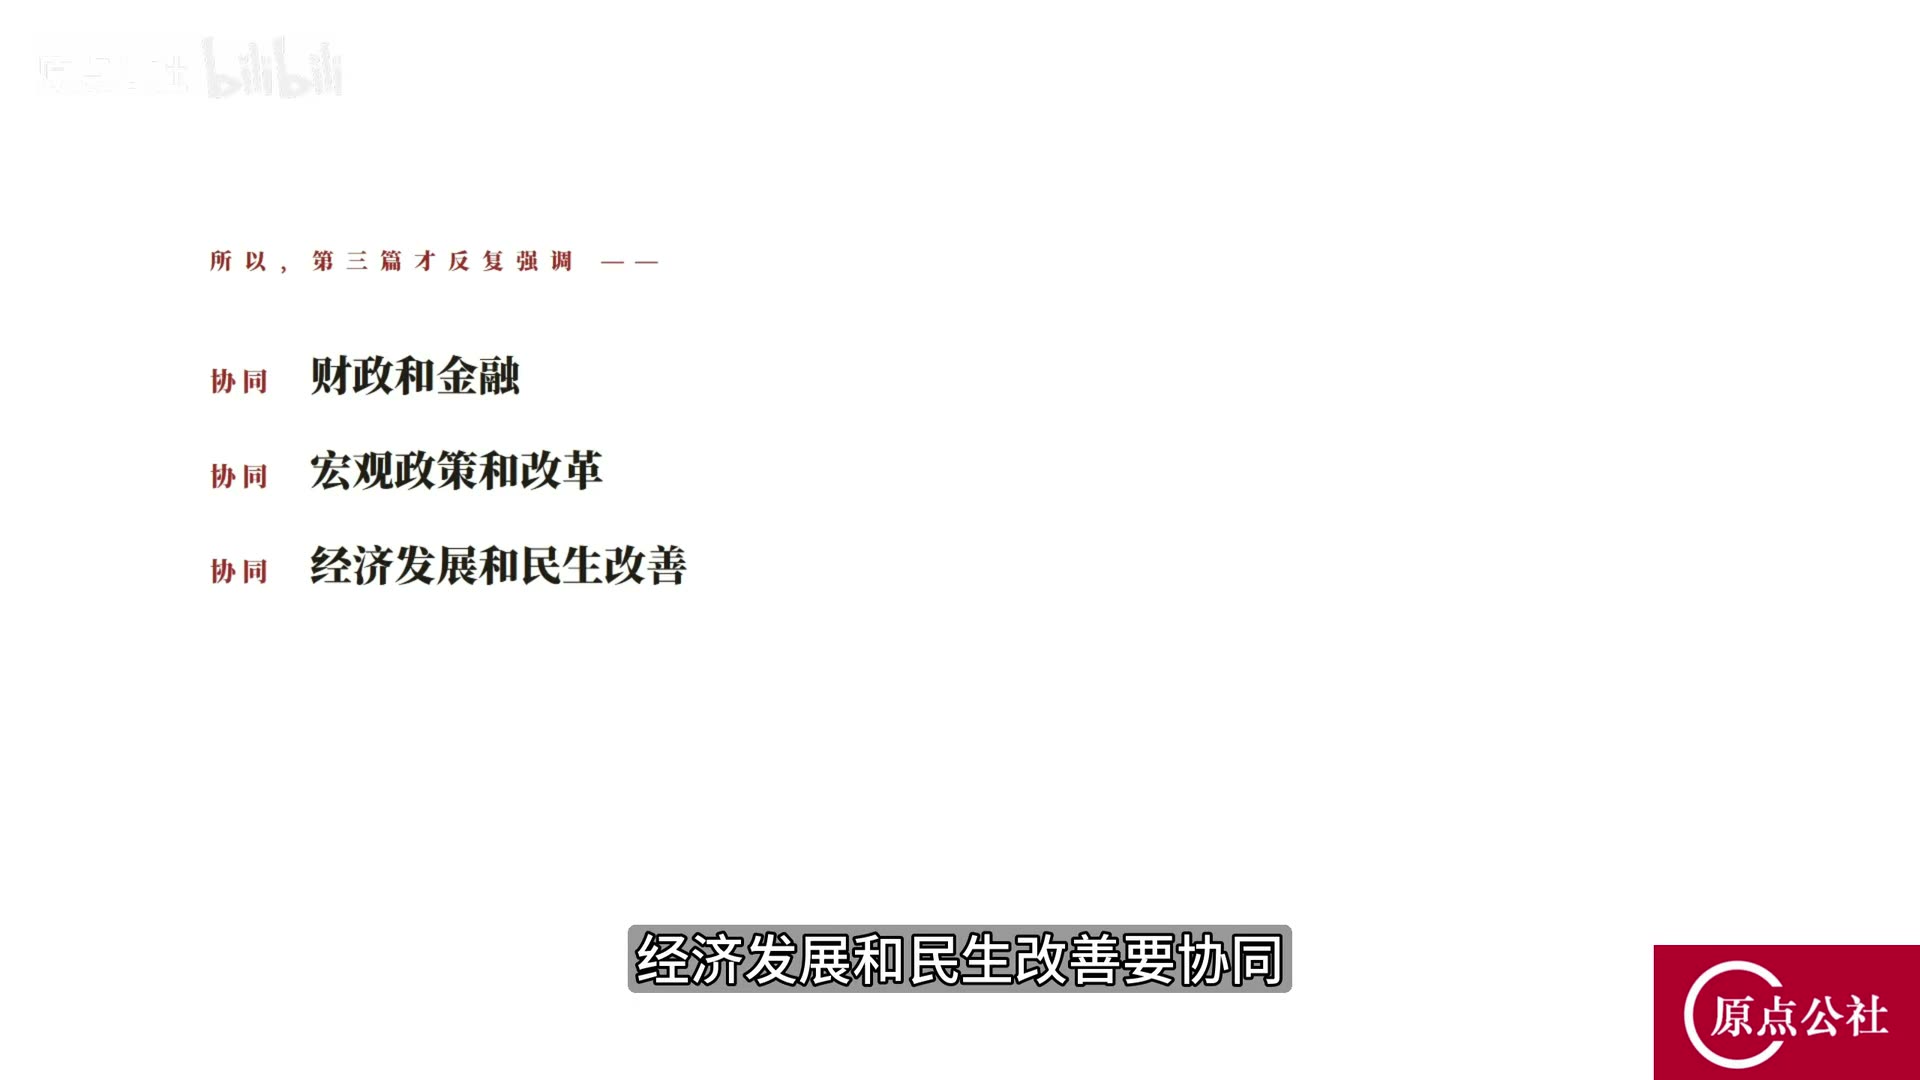 bilibili
所以，第三篇才反复强调 ——
协同 财政和金融
协同 宏观政策和改革
协同 经济发展和民生改善
经济发展和民生改善要协同
原点公社